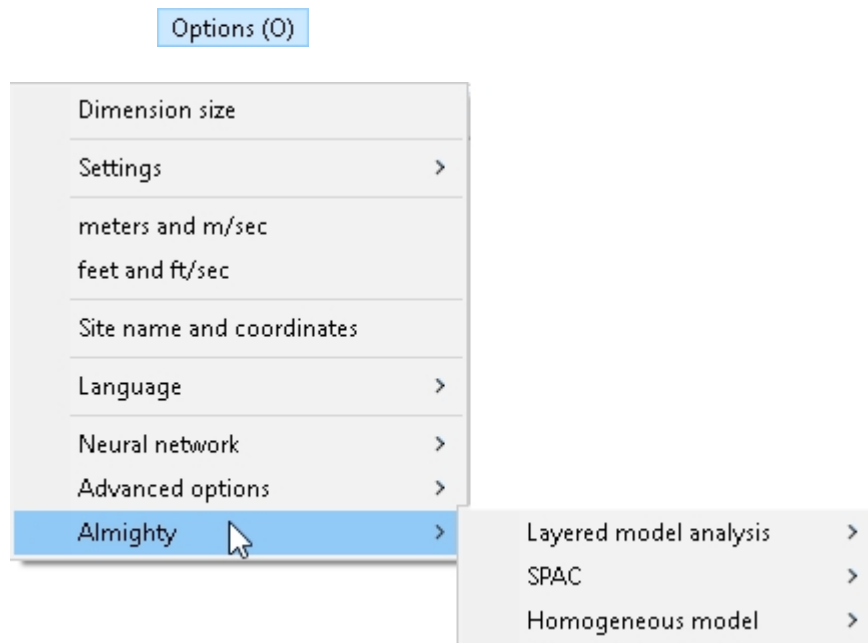 Options (O)
Dimension size
Settings
meters and m/sec
feet and ft/sec
Site name and coordinates
Language
Neural network
Advanced options
Almighty
Layered model analysis
SPAC
Homogeneous model